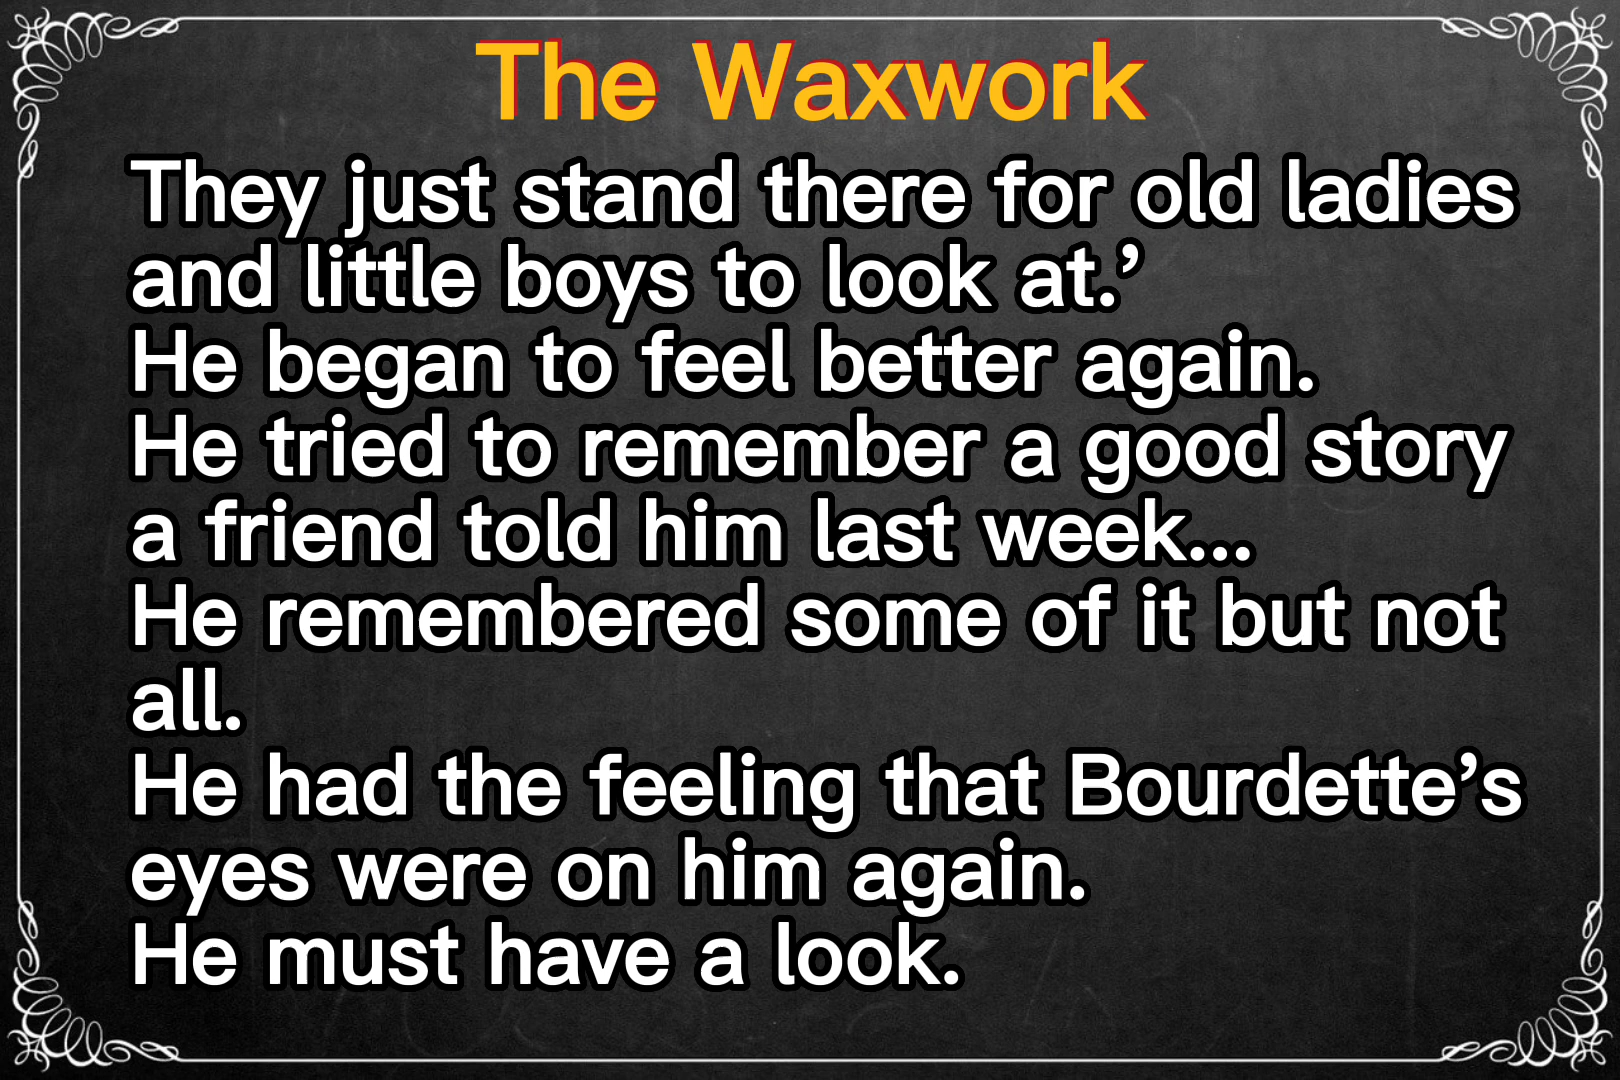 The Waxwork
They just stand there for old ladies
and little boys to look at.’
He began to feel better again.
He tried to remember a good story
a friend told him last week...
He remembered some of it but not
all.
He had the feeling that Bourdette’s
eyes were on him again.
He must have a look.